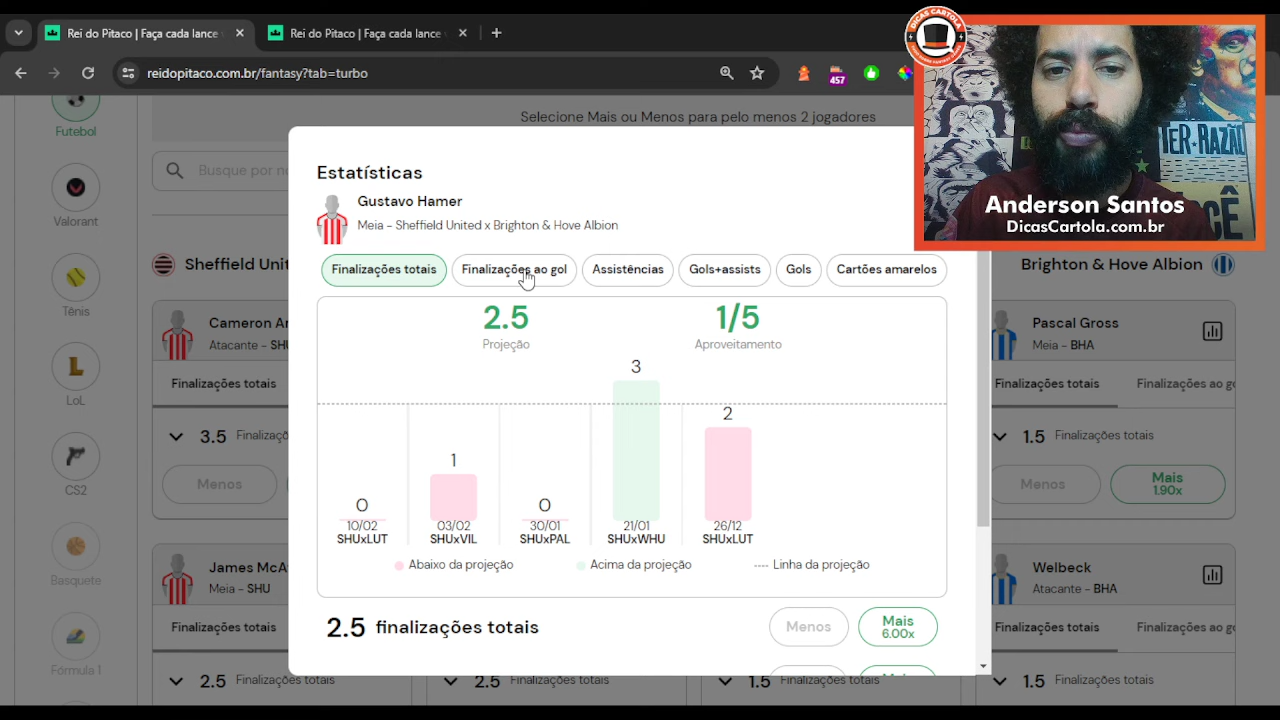 Rei do Pitaco | Faça cada lance
Rei do Pitaco | Faça cada lance
reidopitaco.com.br/fantasy?tab=turbo
457
DICAS CARTOLA
Anderson Santos
DicasCartola.com.br
Futebol
Valorant
Tênis
LoL
CS2
Basquete
Fórmula 1
Selecione Mais ou Menos para pelo menos 2 jogadores
Busque por no
Sheffield Unit
Brighton & Hove Albion
Cameron Ar
Atacante - SHU
Finalizações totais
3.5 Finalizaçõ
Menos
James McA
Meia - SHU
Finalizações totais
2.5 Finalizações totais
2.5 Finalizações totais
1.5 Finalizações totais
Pascal Gross
Meia - BHA
Finalizações totais
Finalizações ao g
1.5 Finalizações totais
Menos
Mais
1.90x
Welbeck
Atacante - BHA
Finalizações totais
Finalizações ao g
1.5 Finalizações totais
Estatísticas
Gustavo Hamer
Meia - Sheffield United x Brighton & Hove Albion
Finalizações totais
Finalizações ao gol
Assistências
Gols+assists
Gols
Cartões amarelos
2.5
Projeção
1/5
Aproveitamento
0
1
0
3
2
10/02
SHUxLUT
03/02
SHUxVIL
30/01
SHUxPAL
21/01
SHUxWHU
26/12
SHUxLUT
Abaixo da projeção
Acima da projeção
Linha da projeção
2.5 finalizações totais
Menos
Mais
6.00x